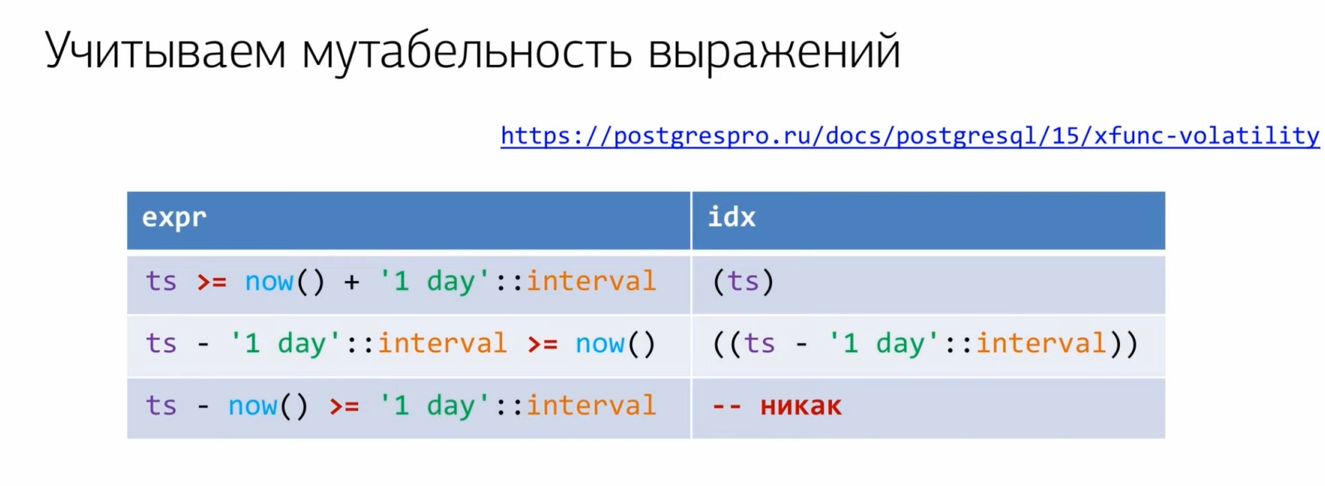 Учитываем мутабельность выражений
https://postgrespro.ru/docs/postgresql/15/xfunc-volatility
expr idx
ts >= now() + '1 day'::interval (ts)
ts - '1 day'::interval >= now() ((ts - '1 day'::interval))
ts - now() >= '1 day'::interval -- никак